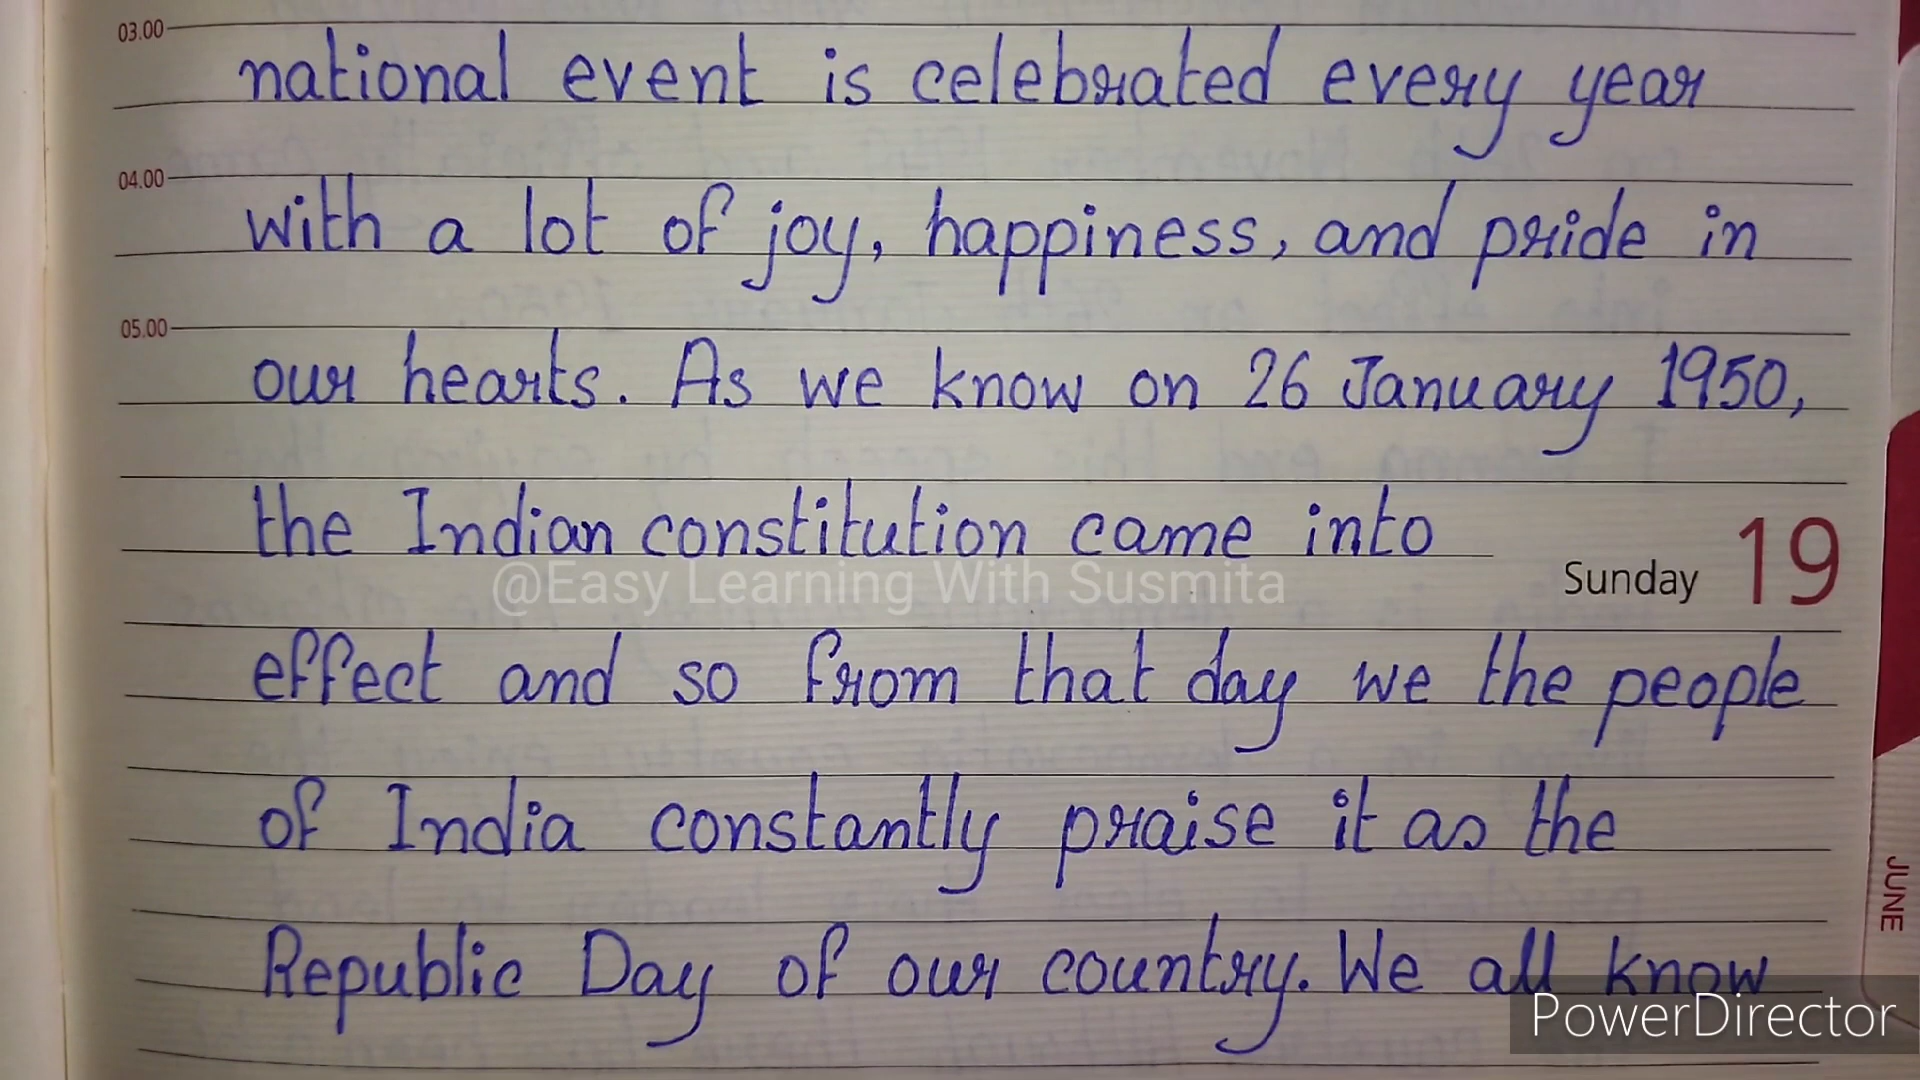 03.00
national event is celebrated every year
04.00
with a lot of joy, happiness, and pride in
05.00
our hearts. As we know on 26 January 1950,
the Indian constitution came into
@Easy Learning With Susmita
Sunday 19
effect and so from that day we the people
of India constantly praise it as the
JUNE
Republic Day of our country. We all know
PowerDirector